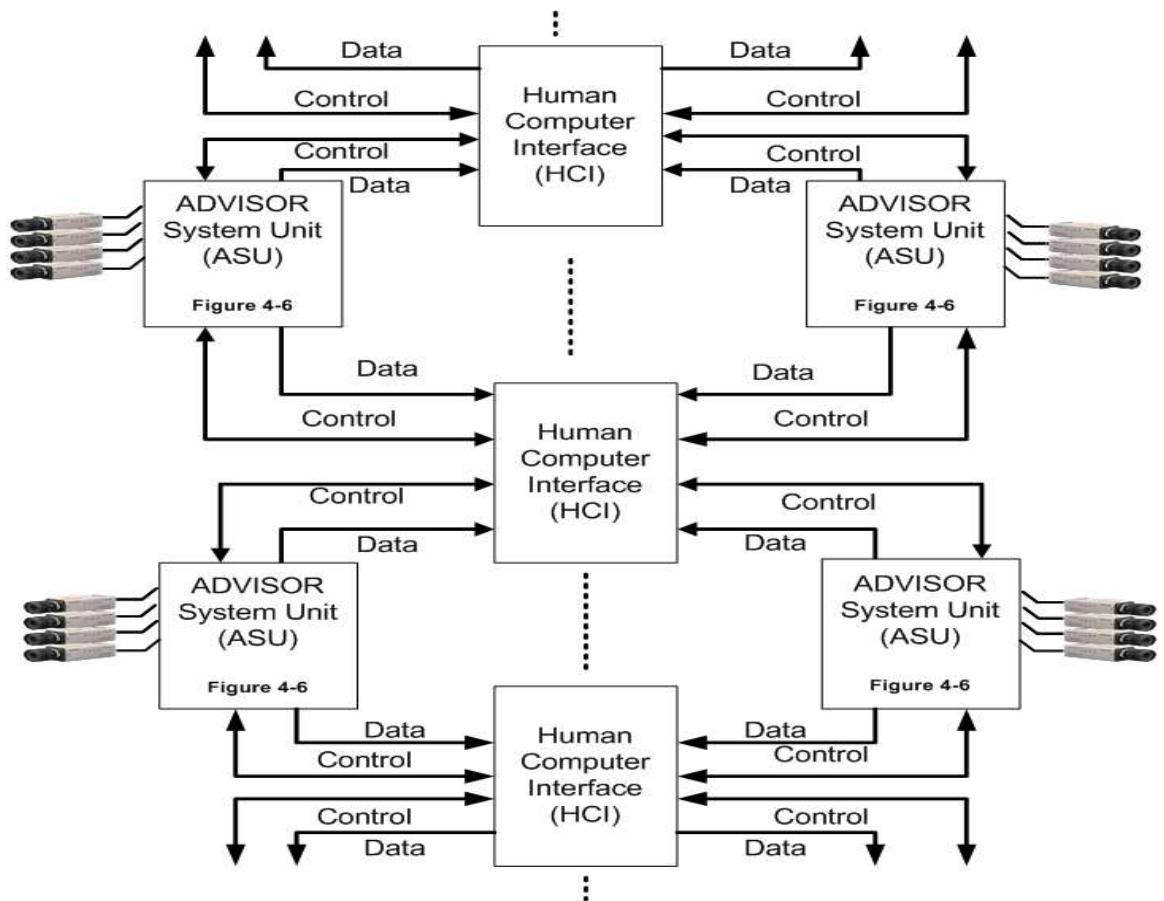 Data
Data
Human
Computer
Interface
(HCI)
Control
Control
Control
Control
Data
Data
ADVISOR
System Unit
(ASU)
Figure 4-6
ADVISOR
System Unit
(ASU)
Figure 4-6
Data
Data
Human
Computer
Interface
(HCI)
Control
Control
Control
Control
Data
Data
ADVISOR
System Unit
(ASU)
Figure 4-6
ADVISOR
System Unit
(ASU)
Figure 4-6
Data
Data
Human
Computer
Interface
(HCI)
Control
Control
Control
Control
Data
Data